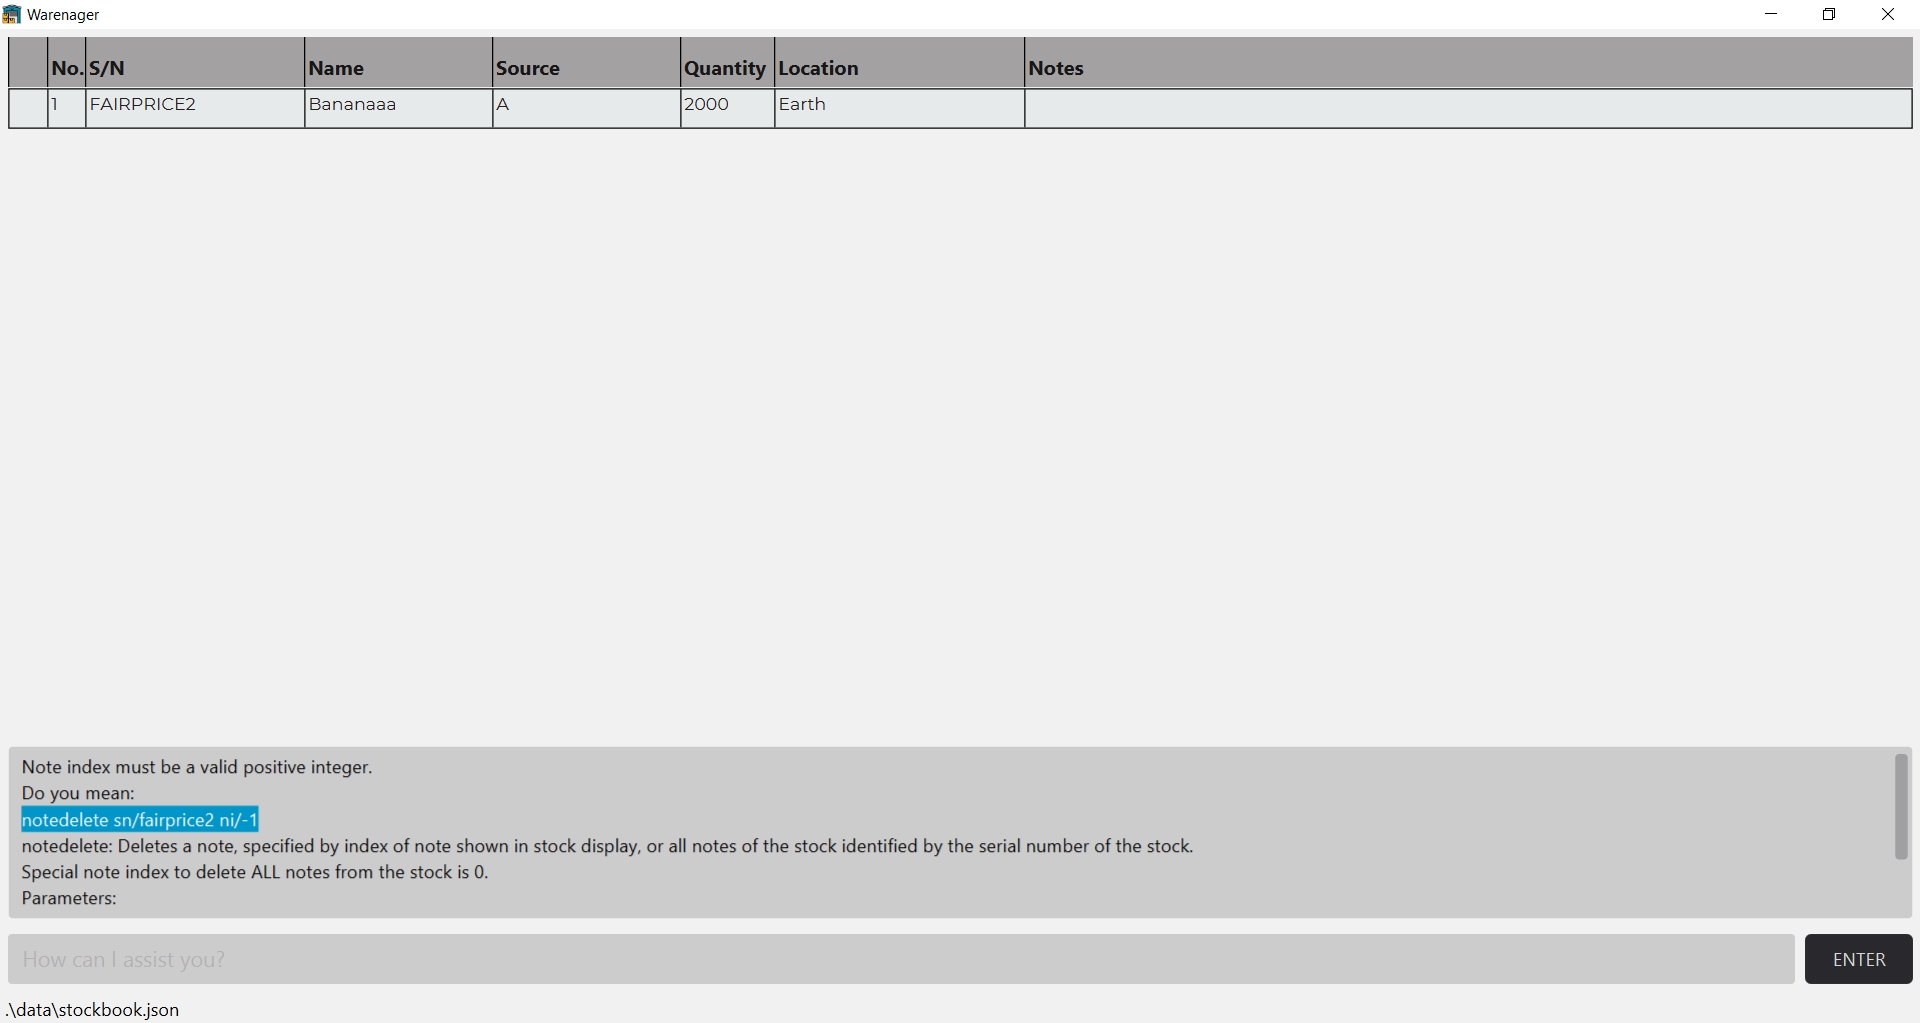 Warenager
No. S/N Name Source Quantity Location Notes
1 FAIRPRICE2 Bananaaa A 2000 Earth
Note index must be a valid positive integer.
Do you mean:
notedelete sn/fairprice2 ni/-1
notedelete: Deletes a note, specified by index of note shown in stock display, or all notes of the stock identified by the serial number of the stock.
Special note index to delete ALL notes from the stock is 0.
Parameters:
How can I assist you?
ENTER
.\data\stockbook.json